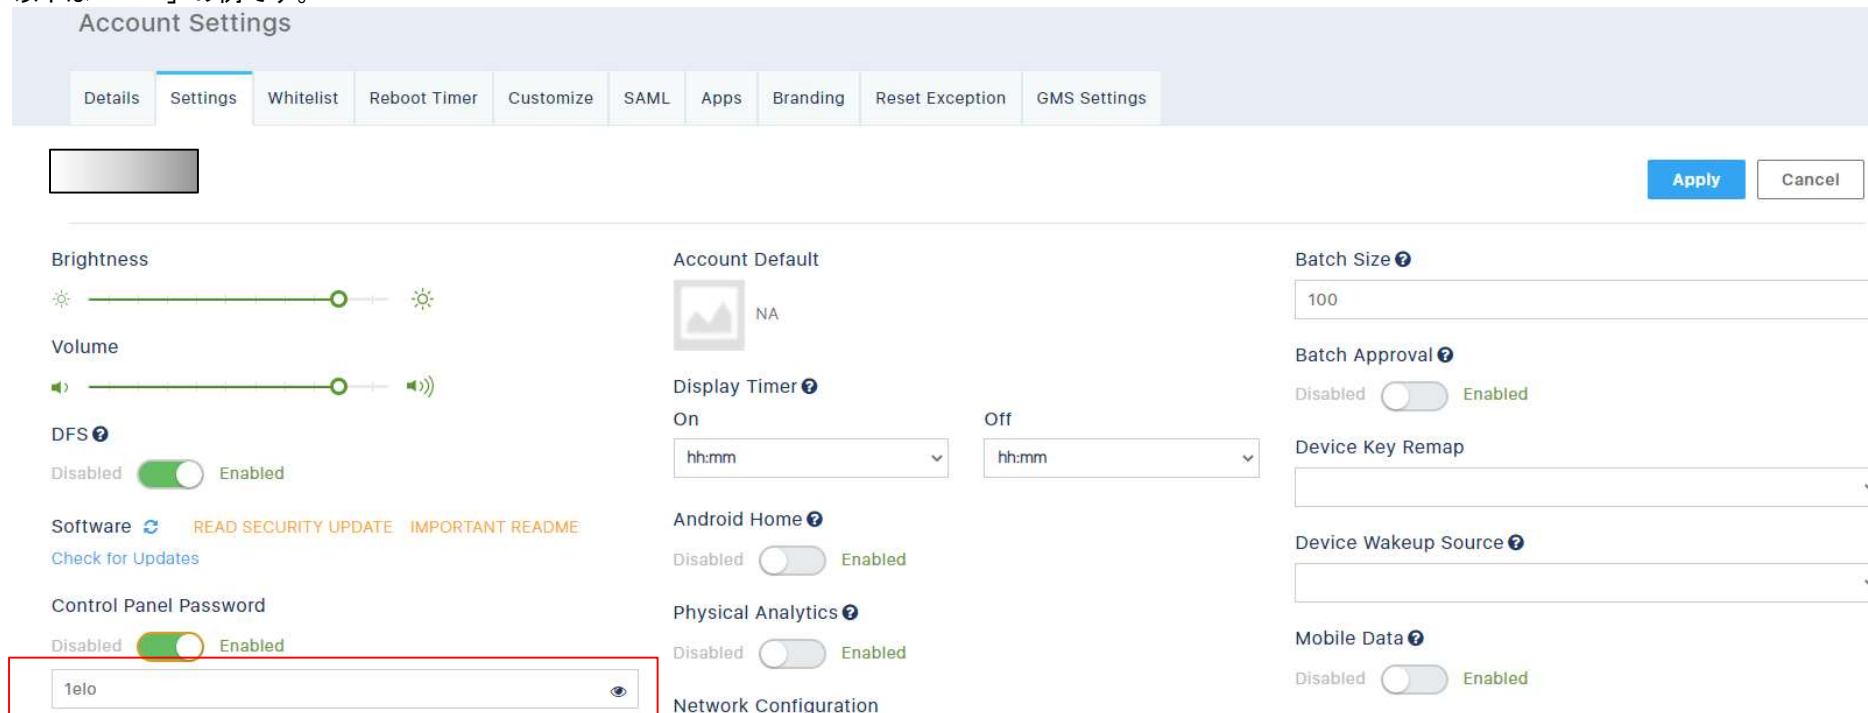 Account Settings
Details Settings Whitelist Reboot Timer Customize SAML Apps Branding Reset Exception GMS Settings
Apply Cancel
Brightness
Volume
DFS
Disabled Enabled
Software READ SECURITY UPDATE IMPORTANT README
Check for Updates
Control Panel Password
Disabled Enabled
1elo
Account Default
NA
Display Timer
On Off
hh:mm hh:mm
Android Home
Disabled Enabled
Physical Analytics
Disabled Enabled
Network Configuration
Batch Size
100
Batch Approval
Disabled Enabled
Device Key Remap
Device Wakeup Source
Mobile Data
Disabled Enabled